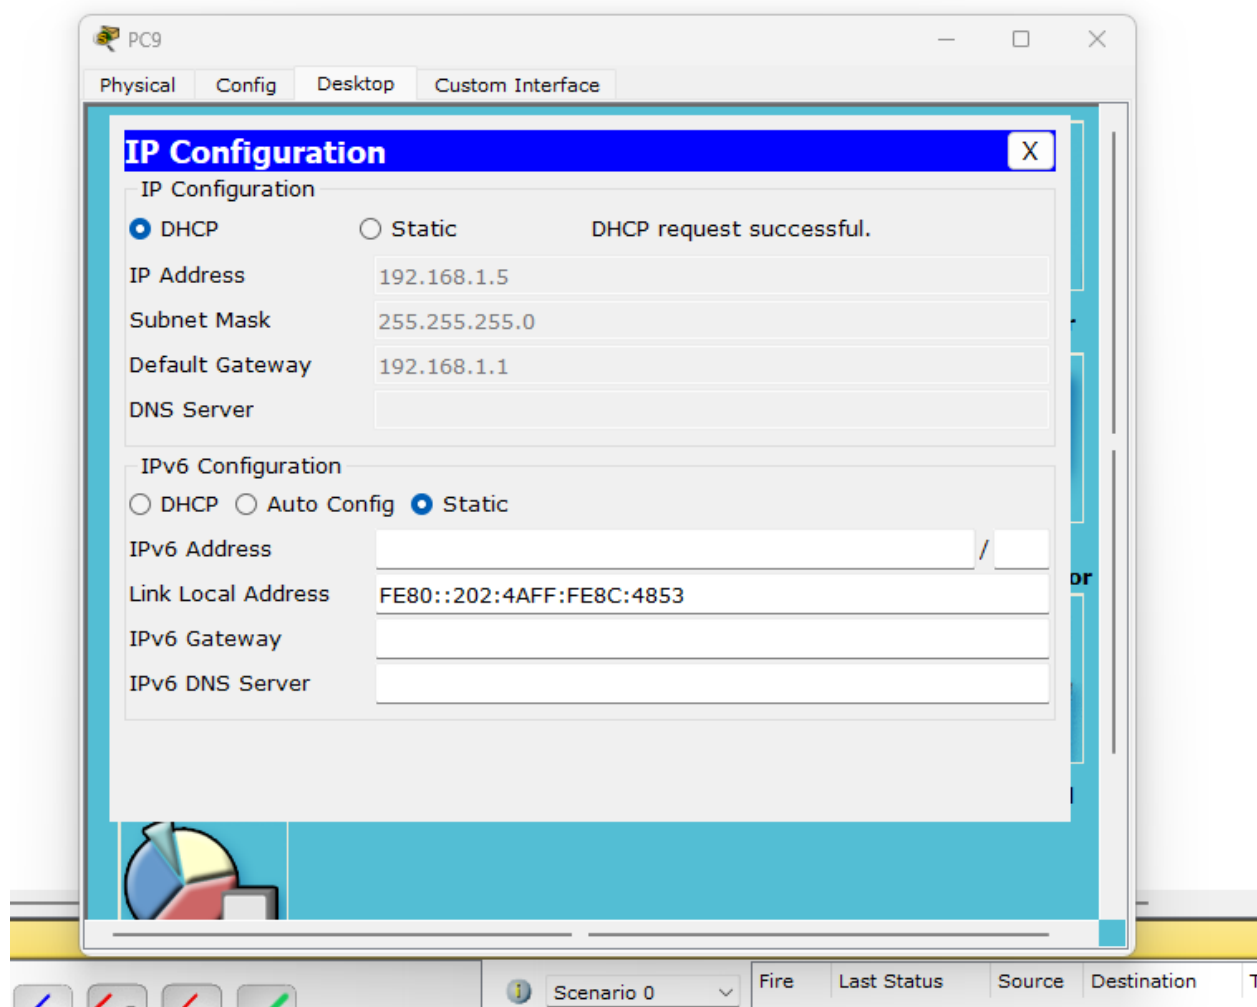 PC9
Physical Config Desktop Custom Interface
IP Configuration X
IP Configuration
DHCP Static DHCP request successful.
IP Address 192.168.1.5
Subnet Mask 255.255.255.0
Default Gateway 192.168.1.1
DNS Server
IPv6 Configuration
DHCP Auto Config Static
IPv6 Address /
or
Link Local Address FE80::202:4AFF:FE8C:4853
IPv6 Gateway
IPv6 DNS Server
Scenario 0 Fire Last Status Source Destination